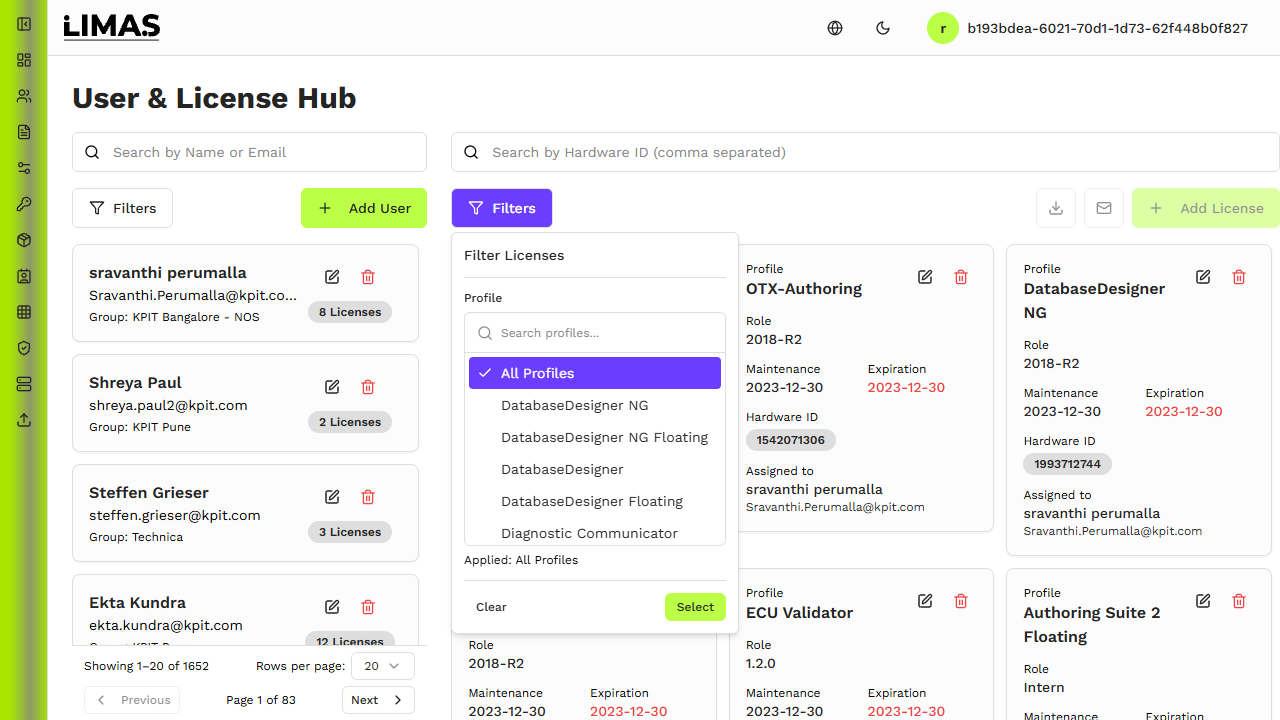 LIMAS
r
b193bdea-6021-70d1-1d73-62f448b0f827
User & License Hub
Search by Name or Email
Search by Hardware ID (comma separated)
Filters
Add User
Filters
Add License
sravanthi perumalla
Sravanthi.Perumalla@kpit.co...
Group: KPIT Bangalore - NOS
8 Licenses
Shreya Paul
shreya.paul2@kpit.com
Group: KPIT Pune
2 Licenses
Steffen Grieser
steffen.grieser@kpit.com
Group: Technica
3 Licenses
Ekta Kundra
ekta.kundra@kpit.com
12 Licenses
Showing 1–20 of 1652
Rows per page:
20
Previous
Page 1 of 83
Next
Filter Licenses
Profile
Search profiles...
All Profiles
DatabaseDesigner NG
DatabaseDesigner NG Floating
DatabaseDesigner
DatabaseDesigner Floating
Diagnostic Communicator
Applied: All Profiles
Clear
Select
Role
2018-R2
Maintenance
Expiration
2023-12-30
2023-12-30
Profile
OTX-Authoring
Role
2018-R2
Maintenance
Expiration
2023-12-30
2023-12-30
Hardware ID
1542071306
Assigned to
sravanthi perumalla
Sravanthi.Perumalla@kpit.com
Profile
DatabaseDesigner
NG
Role
2018-R2
Maintenance
Expiration
2023-12-30
2023-12-30
Hardware ID
1993712744
Assigned to
sravanthi perumalla
Sravanthi.Perumalla@kpit.com
Profile
ECU Validator
Role
1.2.0
Maintenance
Expiration
2023-12-30
2023-12-30
Profile
Authoring Suite 2
Floating
Role
Intern
Maintenance
Expiration